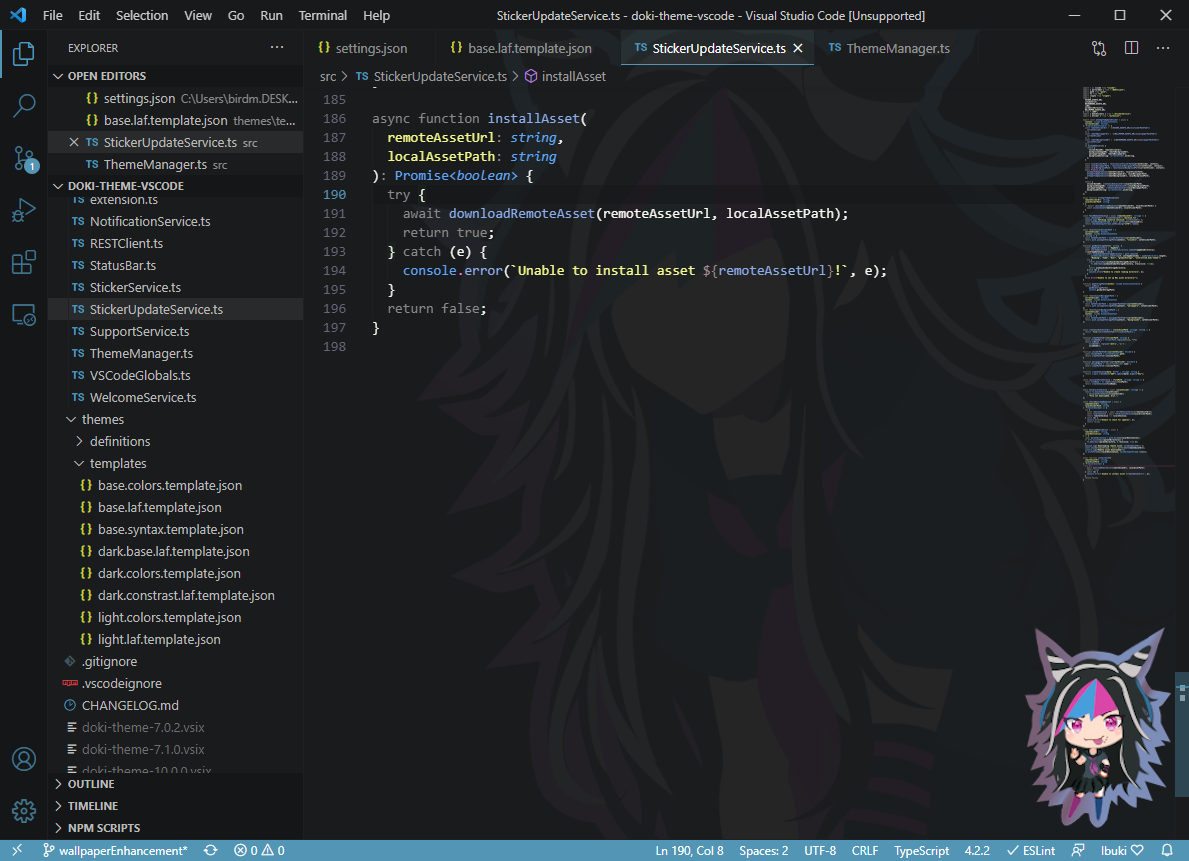 File Edit Selection View Go Run Terminal Help StickerUpdateService.ts - doki-theme-vscode - Visual Studio Code [Unsupported]
EXPLORER
OPEN EDITORS
{} settings.json C:\Users\birdm.DESK...
{} base.laf.template.json themes\te...
TS StickerUpdateService.ts src
TS ThemeManager.ts src
DOKI-THEME-VSCODE
TS extension.ts
TS NotificationService.ts
TS RESTClient.ts
TS StatusBar.ts
TS StickerService.ts
TS StickerUpdateService.ts
TS SupportService.ts
TS ThemeManager.ts
TS VSCodeGlobals.ts
TS WelcomeService.ts
themes
definitions
templates
{} base.colors.template.json
{} base.laf.template.json
{} base.syntax.template.json
{} dark.base.laf.template.json
{} dark.colors.template.json
{} dark.constrast.laf.template.json
{} light.colors.template.json
{} light.laf.template.json
.gitignore
npm .vscodeignore
CHANGELOG.md
doki-theme-7.0.2.vsix
doki-theme-7.1.0.vsix
doki-theme-10.0.0.vsix
OUTLINE
TIMELINE
NPM SCRIPTS
1
{} settings.json {} base.laf.template.json TS StickerUpdateService.ts TS ThemeManager.ts
src > TS StickerUpdateService.ts > installAsset
185
186 async function installAsset(
187 remoteAssetUrl: string,
188 localAssetPath: string
189 ): Promise<boolean> {
190 try {
191 await downloadRemoteAsset(remoteAssetUrl, localAssetPath);
192 return true;
193 } catch (e) {
194 console.error(`Unable to install asset ${remoteAssetUrl}!`, e);
195 }
196 return false;
197 }
198
wallpaperEnhancement* 0 0 Ln 190, Col 8 Spaces: 2 UTF-8 CRLF TypeScript 4.2.2 ESLint Ibuki ♡